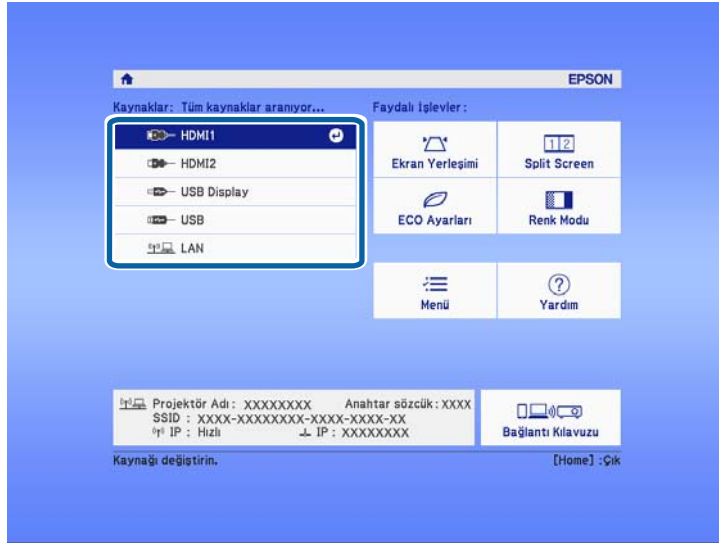 EPSON
Kaynaklar: Tüm kaynaklar aranıyor...
Faydalı İşlevler :
HDMI1
HDMI2
USB Display
USB
LAN
Ekran Yerleşimi
Split Screen
ECO Ayarları
Renk Modu
Menü
Yardım
Projektör Adı : XXXXXXXX Anahtar sözcük : XXXX
SSID : XXXX-XXXXXXXX-XXXX-XXXX-XX
IP : Hızlı IP : XXXXXXXX
Bağlantı Kılavuzu
Kaynağı değiştirin.
[Home] :Çık